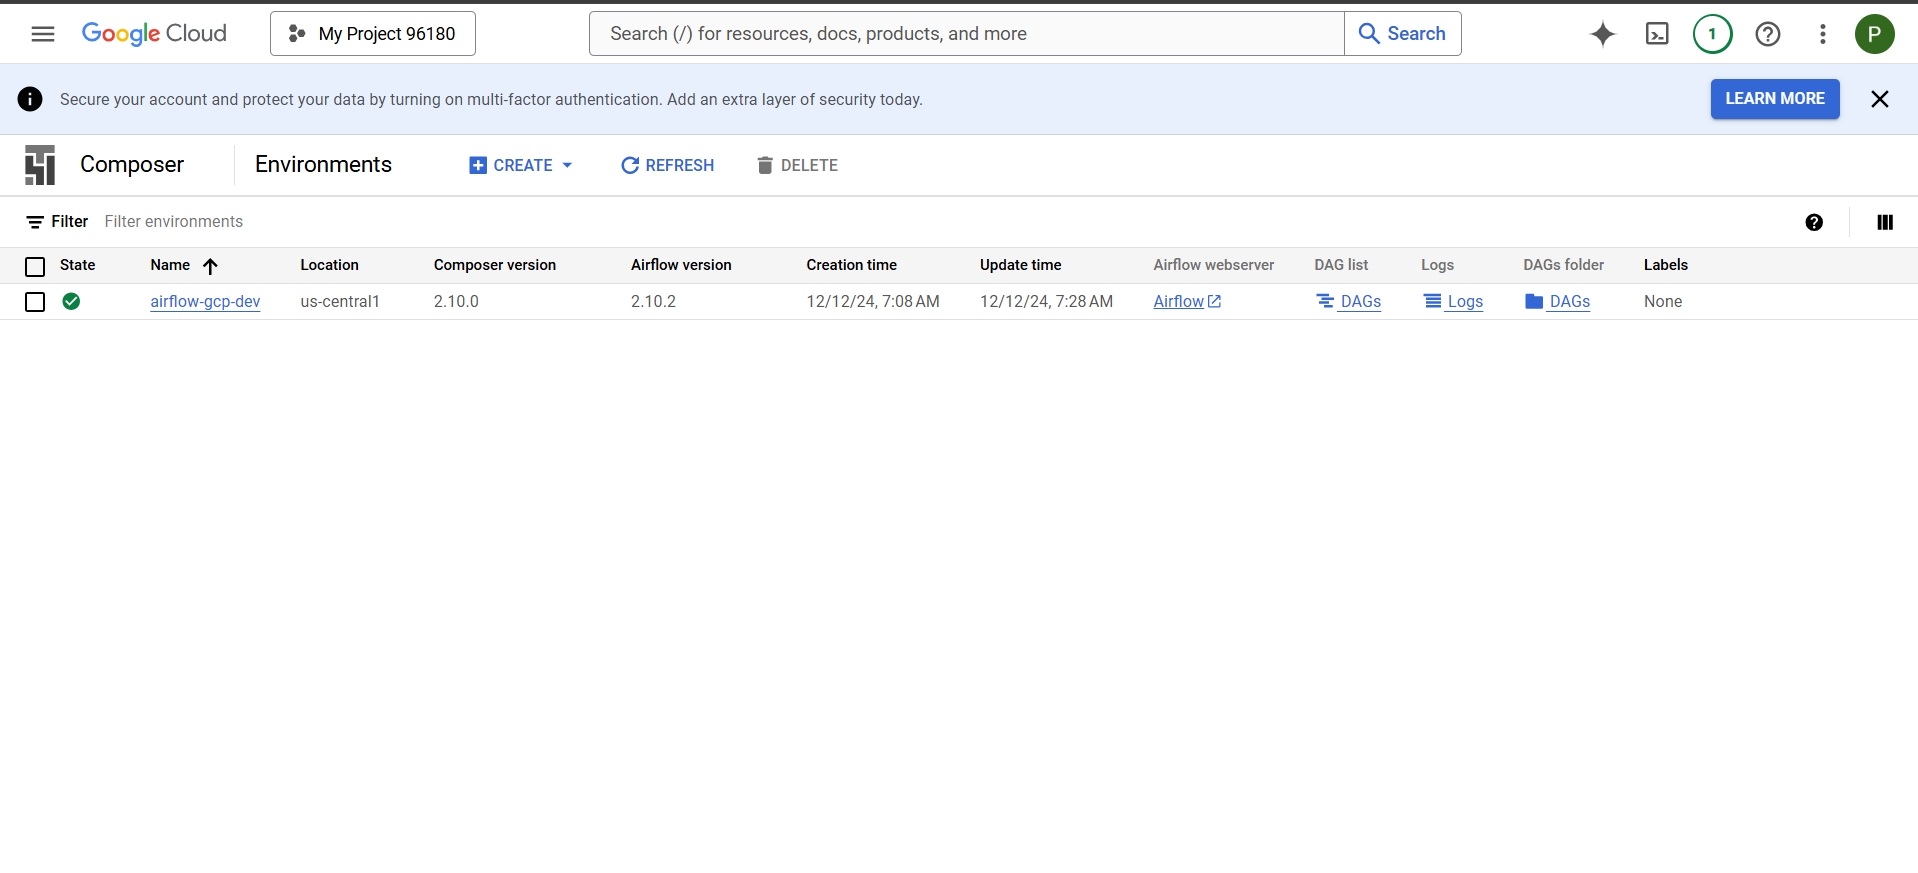 Google Cloud My Project 96180 Search (/) for resources, docs, products, and more Search 1 P
Secure your account and protect your data by turning on multi-factor authentication. Add an extra layer of security today. LEARN MORE
Composer Environments CREATE REFRESH DELETE
Filter Filter environments
State Name Location Composer version Airflow version Creation time Update time Airflow webserver DAG list Logs DAGs folder Labels
airflow-gcp-dev us-central1 2.10.0 2.10.2 12/12/24, 7:08 AM 12/12/24, 7:28 AM Airflow DAGs Logs DAGs None